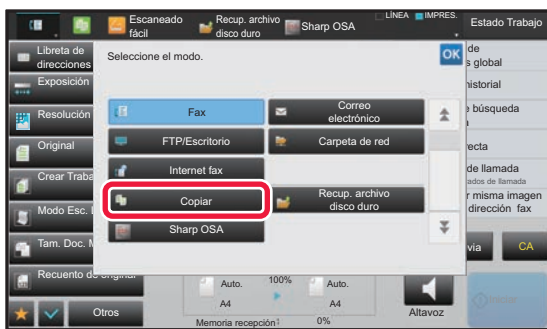 Escaneado
fácil
Recup. archivo
disco duro
Sharp OSA
LÍNEA
IMPRES.
Estado Trabajo
Libreta de
direcciones
Seleccione el modo.
OK
de
s global
Exposición
historial
Fax
Correo
electrónico
Resolución
búsqueda
FTP/Escritorio
Carpeta de red
Original
recta
Internet fax
Crear Traba
de llamada
ados de llamada
Copiar
Recup. archivo
disco duro
r misma imagen
dirección fax
Modo Esc.
Sharp OSA
Tam. Doc.
via
CA
Recuento de original
Auto.
100%
Auto.
A4
A4
Altavoz
Otros
Memoria recepción
0%